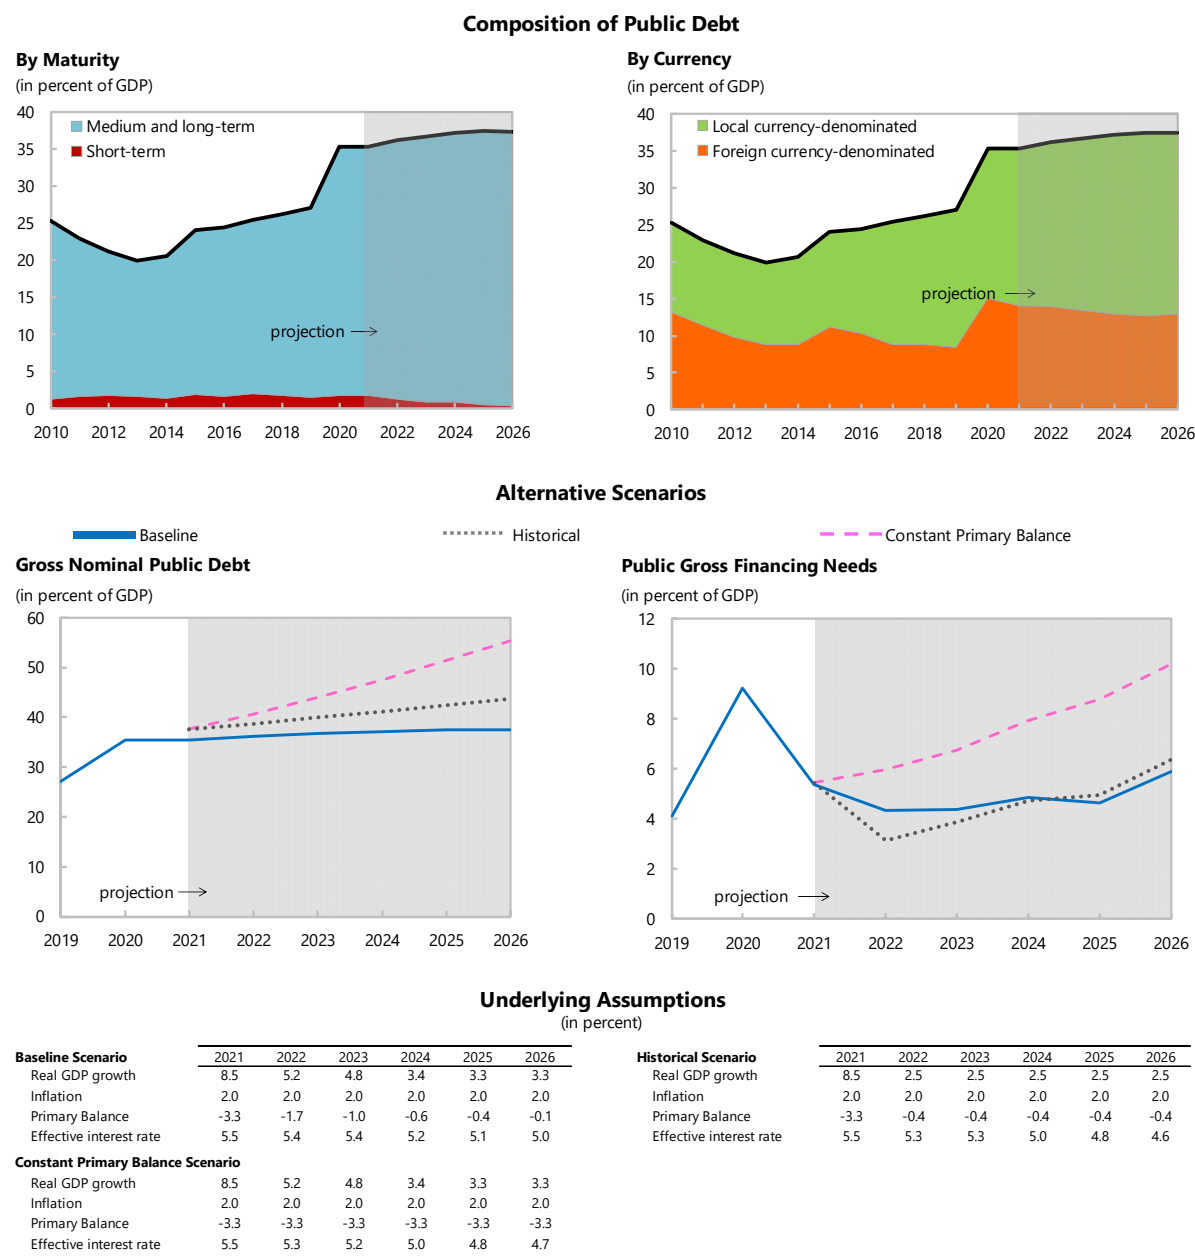 Composition of Public Debt
By Maturity
(in percent of GDP)
40
35
30
25
20
15
10
5
0
Medium and long-term
Short-term
projection
2010 2012 2014 2016 2018 2020 2022 2024 2026
By Currency
(in percent of GDP)
40
35
30
25
20
15
10
5
0
Local currency-denominated
Foreign currency-denominated
projection
2010 2012 2014 2016 2018 2020 2022 2024 2026
Alternative Scenarios
Baseline Historical Constant Primary Balance
Gross Nominal Public Debt
(in percent of GDP)
60
50
40
30
20
10
0
projection
2019 2020 2021 2022 2023 2024 2025 2026
Public Gross Financing Needs
(in percent of GDP)
12
10
8
6
4
2
0
projection
2019 2020 2021 2022 2023 2024 2025 2026
Underlying Assumptions
(in percent)
Baseline Scenario 2021 2022 2023 2024 2025 2026
Real GDP growth 8.5 5.2 4.8 3.4 3.3 3.3
Inflation 2.0 2.0 2.0 2.0 2.0 2.0
Primary Balance -3.3 -1.7 -1.0 -0.6 -0.4 -0.1
Effective interest rate 5.5 5.4 5.4 5.2 5.1 5.0
Constant Primary Balance Scenario
Real GDP growth 8.5 5.2 4.8 3.4 3.3 3.3
Inflation 2.0 2.0 2.0 2.0 2.0 2.0
Primary Balance -3.3 -3.3 -3.3 -3.3 -3.3 -3.3
Effective interest rate 5.5 5.3 5.2 5.0 4.8 4.7
Historical Scenario 2021 2022 2023 2024 2025 2026
Real GDP growth 8.5 2.5 2.5 2.5 2.5 2.5
Inflation 2.0 2.0 2.0 2.0 2.0 2.0
Primary Balance -3.3 -0.4 -0.4 -0.4 -0.4 -0.4
Effective interest rate 5.5 5.3 5.3 5.0 4.8 4.6